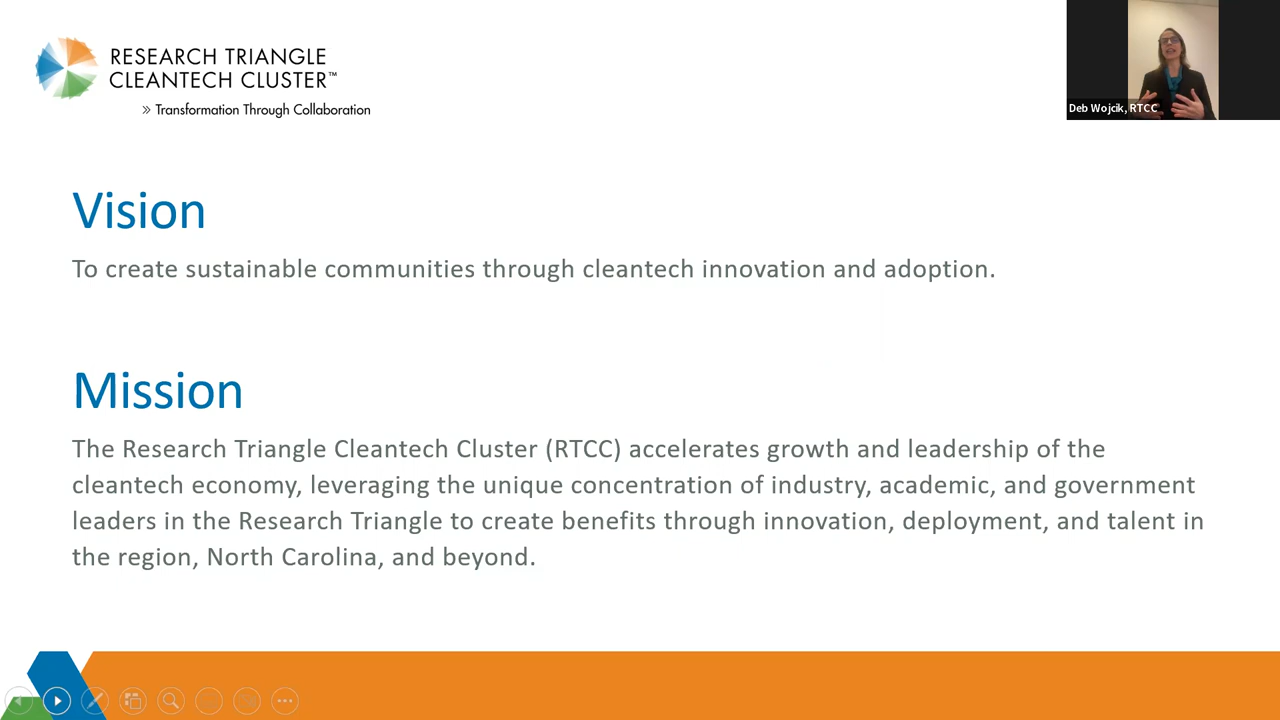 RESEARCH TRIANGLE
CLEANTECH CLUSTER™
» Transformation Through Collaboration
Deb Wojcik, RTCC
Vision
To create sustainable communities through cleantech innovation and adoption.
Mission
The Research Triangle Cleantech Cluster (RTCC) accelerates growth and leadership of the
cleantech economy, leveraging the unique concentration of industry, academic, and government
leaders in the Research Triangle to create benefits through innovation, deployment, and talent in
the region, North Carolina, and beyond.